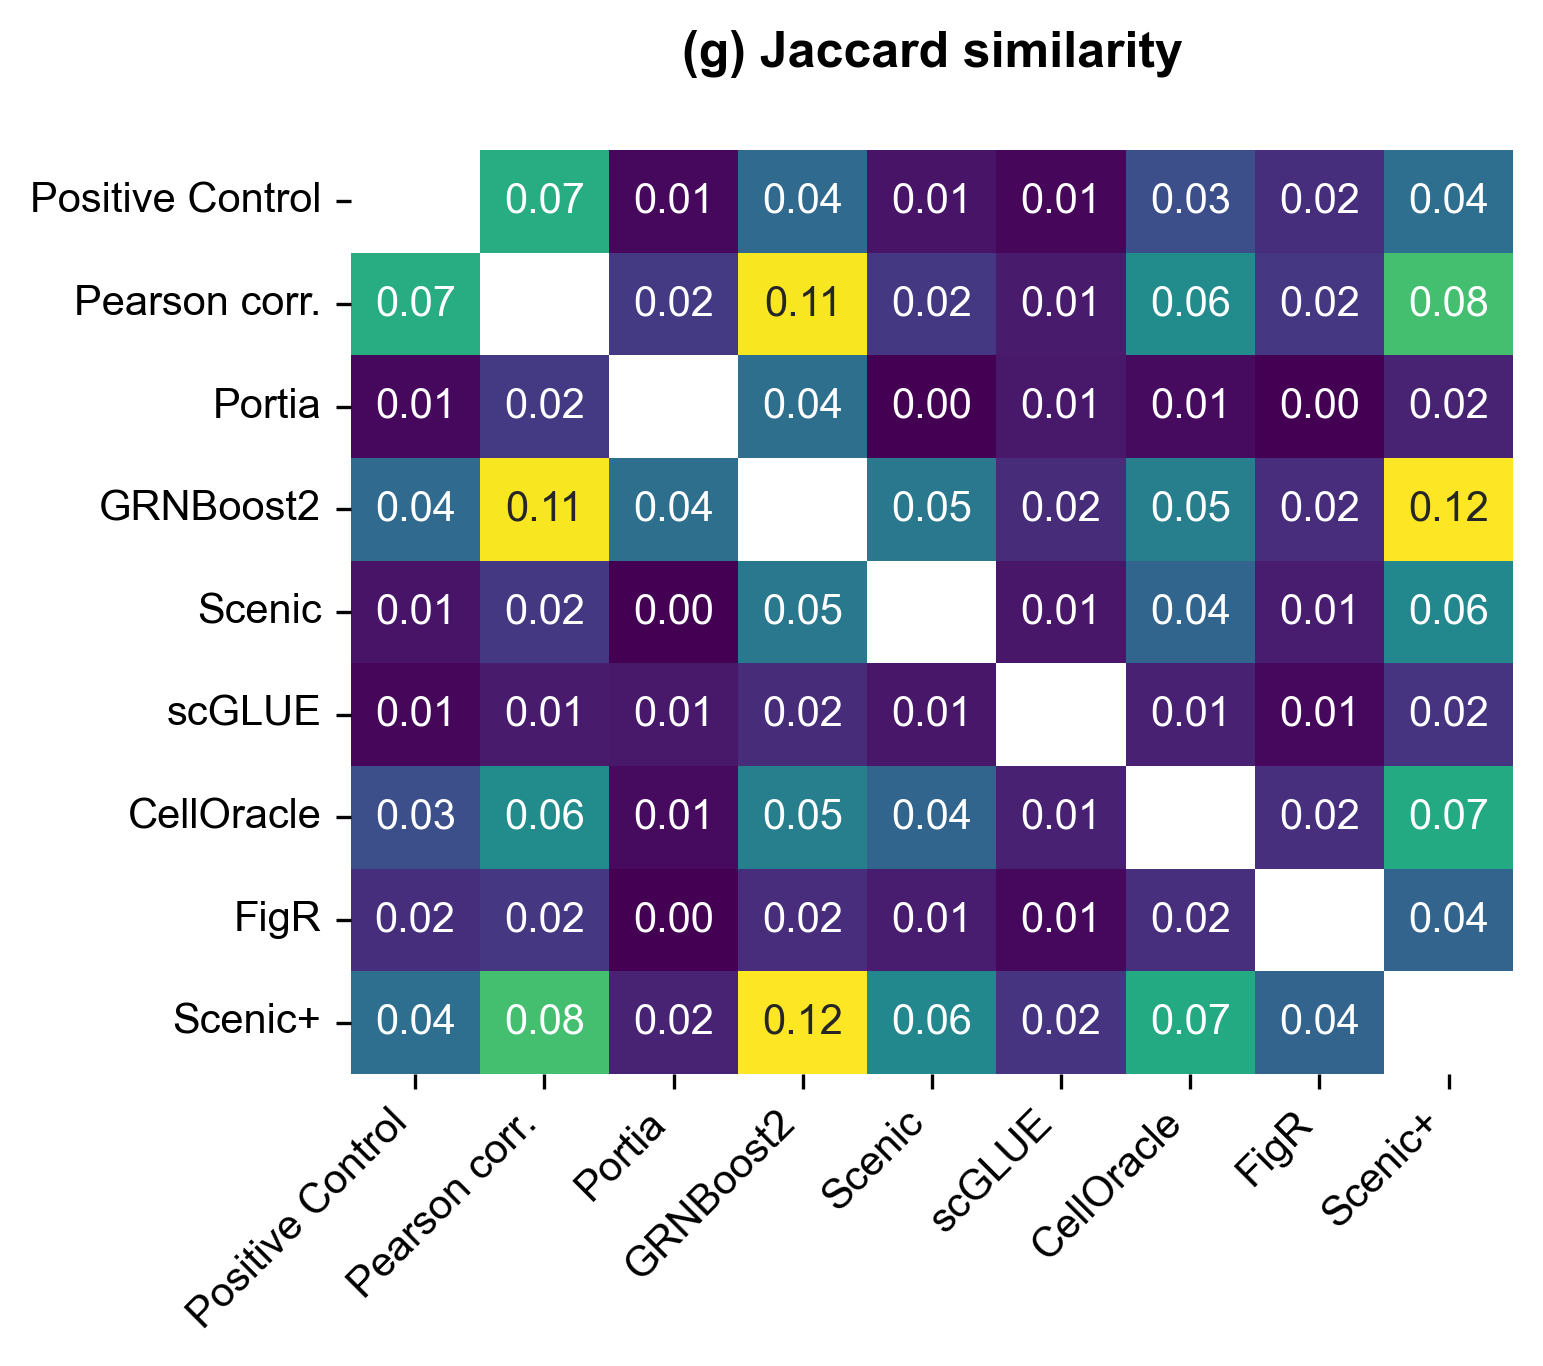 (g) Jaccard similarity
Positive Control 0.07 0.01 0.04 0.01 0.01 0.03 0.02 0.04
Pearson corr. 0.07 0.02 0.11 0.02 0.01 0.06 0.02 0.08
Portia 0.01 0.02 0.04 0.00 0.01 0.01 0.00 0.02
GRNBoost2 0.04 0.11 0.04 0.05 0.02 0.05 0.02 0.12
Scenic 0.01 0.02 0.00 0.05 0.01 0.04 0.01 0.06
scGLUE 0.01 0.01 0.01 0.02 0.01 0.01 0.01 0.02
CellOracle 0.03 0.06 0.01 0.05 0.04 0.01 0.02 0.07
FigR 0.02 0.02 0.00 0.02 0.01 0.01 0.02 0.04
Scenic+ 0.04 0.08 0.02 0.12 0.06 0.02 0.07 0.04
Positive Control
Pearson corr.
Portia
GRNBoost2
Scenic
scGLUE
CellOracle
FigR
Scenic+